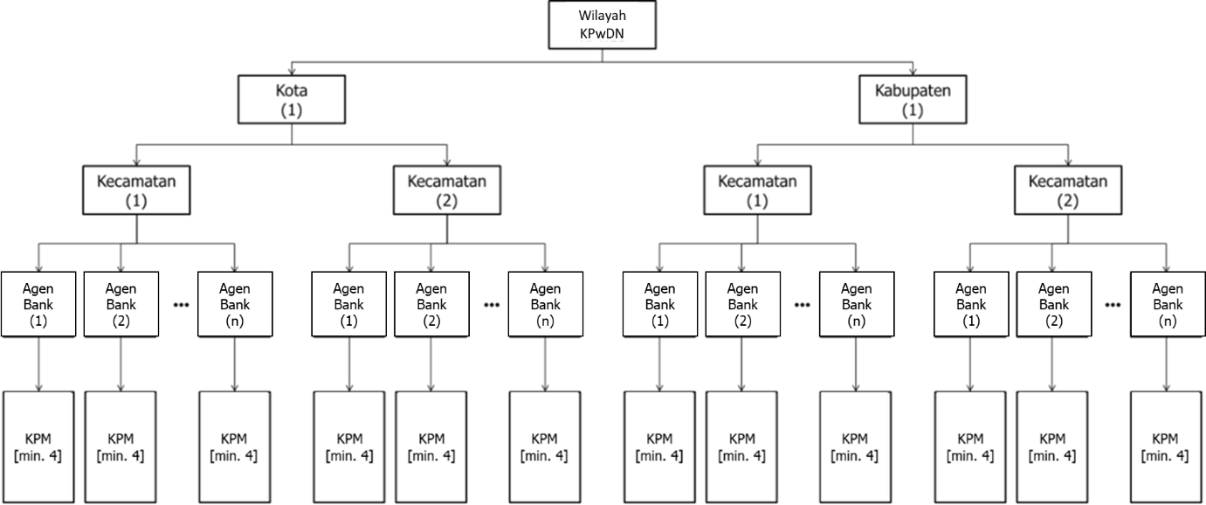 Wilayah
KPwDN
Kota
(1)
Kabupaten
(1)
Kecamatan
(1)
Kecamatan
(2)
Kecamatan
(1)
Kecamatan
(2)
Agen
Bank
(1)
Agen
Bank
(2)
...
Agen
Bank
(n)
Agen
Bank
(1)
Agen
Bank
(2)
...
Agen
Bank
(n)
Agen
Bank
(1)
Agen
Bank
(2)
...
Agen
Bank
(n)
Agen
Bank
(1)
Agen
Bank
(2)
...
Agen
Bank
(n)
KPM
[min. 4]
KPM
[min. 4]
KPM
[min. 4]
KPM
[min. 4]
KPM
[min. 4]
KPM
[min. 4]
KPM
[min. 4]
KPM
[min. 4]
KPM
[min. 4]
KPM
[min. 4]
KPM
[min. 4]
KPM
[min. 4]